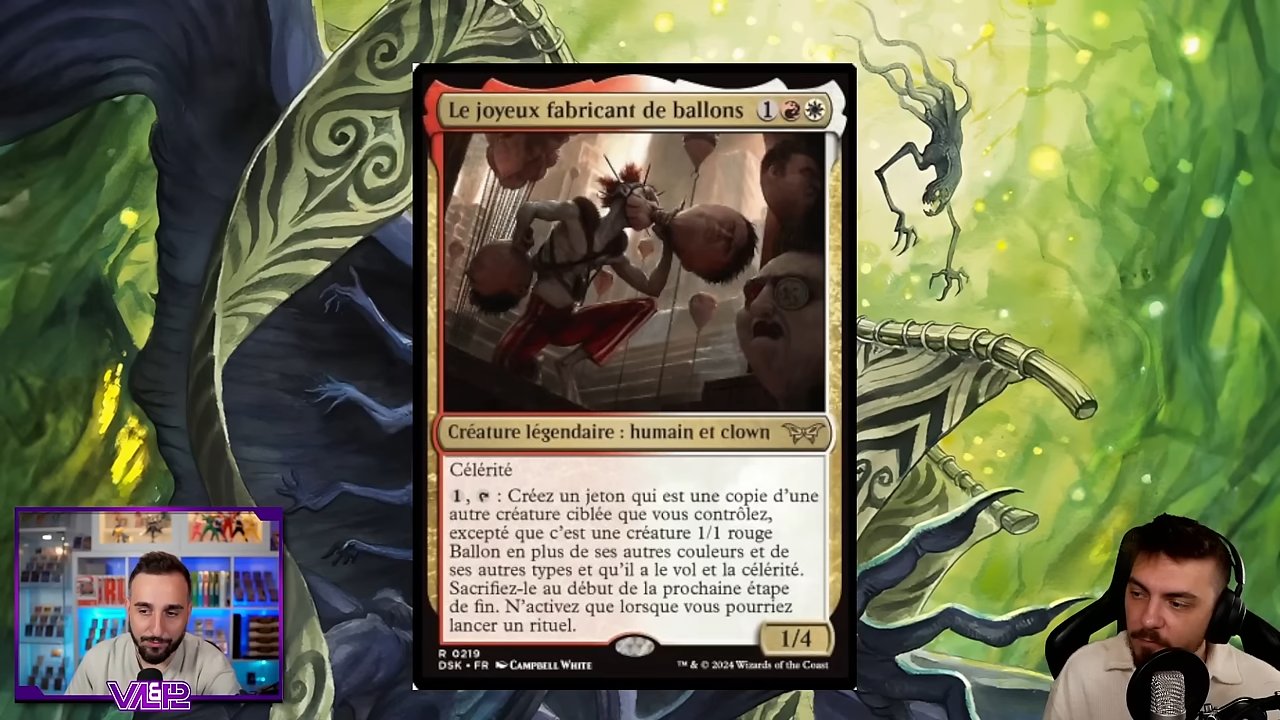 Le joyeux fabricant de ballons 1
Créature légendaire : humain et clown
Célérité
1, : Créez un jeton qui est une copie d'une
autre créature ciblée que vous contrôlez,
excepté que c'est une créature 1/1 rouge
Ballon en plus de ses autres couleurs et de
ses autres types et qu'il a le vol et la célérité.
Sacrifiez-le au début de la prochaine étape
de fin. N'activez que lorsque vous pourriez
lancer un rituel.
1/4
R 0219
DSK • FR CAMPBELL WHITE
™ & © 2024 Wizards of the Coast